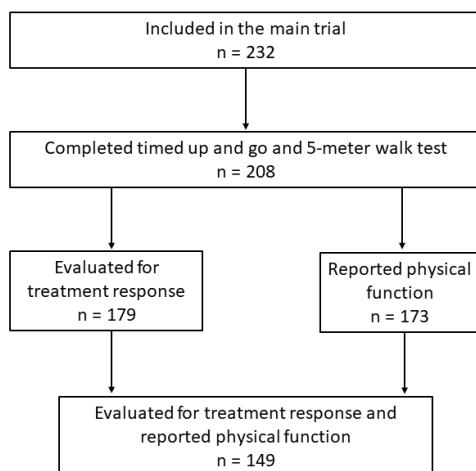 Included in the main trial
n = 232
Completed timed up and go and 5-meter walk test
n = 208
Evaluated for
treatment response
n = 179
Reported physical
function
n = 173
Evaluated for treatment response and
reported physical function
n = 149